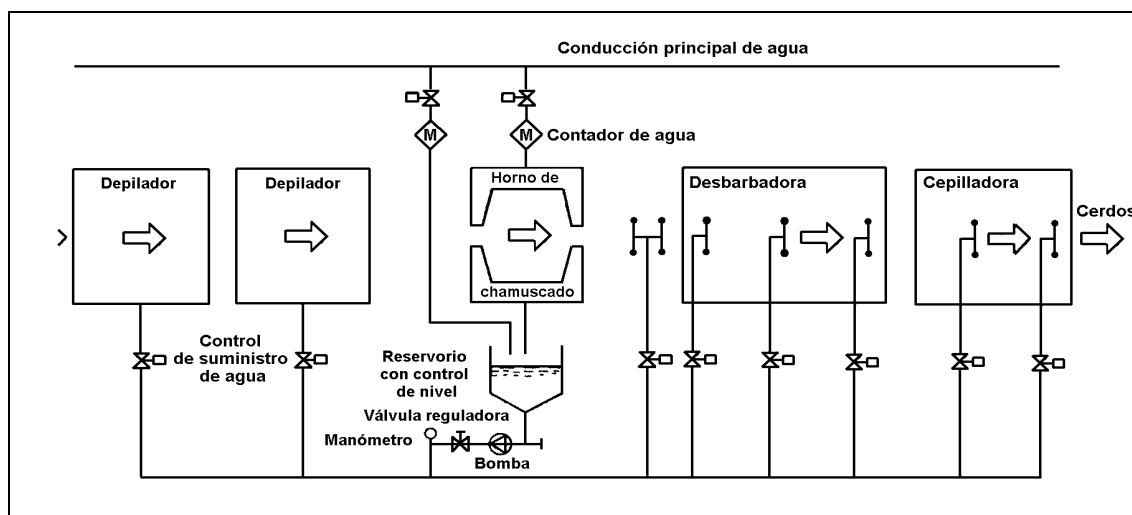 Conducción principal de agua
M
M
Contador de agua
Depilador
Depilador
Horno de
chamuscado
Desbarbadora
Cepilladora
Cerdos
Control
de suministro
de agua
Reservorio
con control
de nivel
Válvula reguladora
Manómetro
Bomba